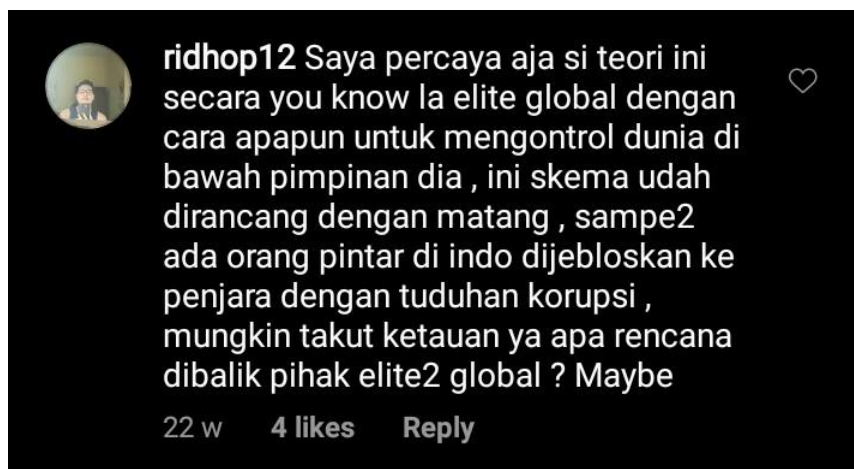 ridhop12 Saya percaya aja si teori ini
secara you know la elite global dengan
cara apapun untuk mengontrol dunia di
bawah pimpinan dia , ini skema udah
dirancang dengan matang , sampe2
ada orang pintar di indo dijebloskan ke
penjara dengan tuduhan korupsi ,
mungkin takut ketauan ya apa rencana
dibalik pihak elite2 global ? Maybe
22 w 4 likes Reply